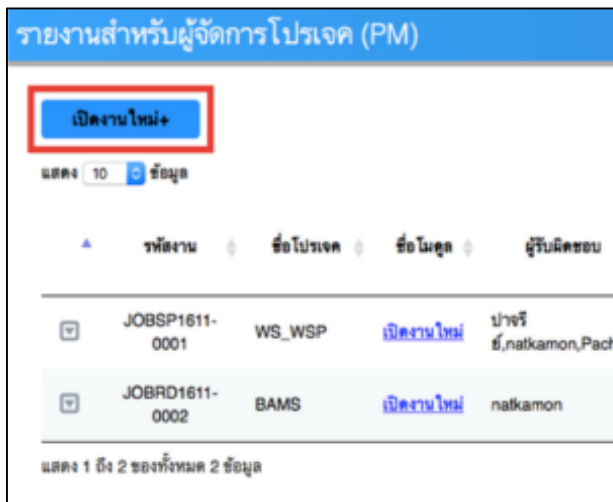 รายงานสำหรับผู้จัดการโปรเจค (PM)
เปิดงานใหม่+
แสดง 10 ข้อมูล
รหัสงาน ชื่อโปรเจค ชื่อโมดูล ผู้รับผิดชอบ
JOBSP1611-0001 WS_WSP เปิดงานใหม่ ปาจรีย์,natkamon,Pach
JOBRD1611-0002 BAMS เปิดงานใหม่ natkamon
แสดง 1 ถึง 2 ของทั้งหมด 2 ข้อมูล